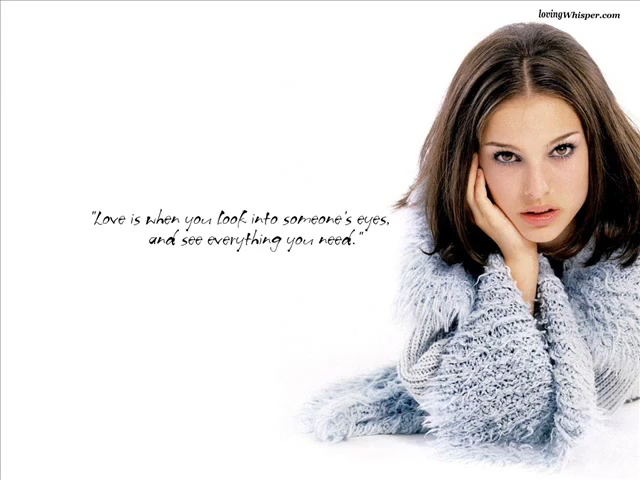 lovingWhisper.com
"Love is when you look into someone's eyes,
and see everything you need."